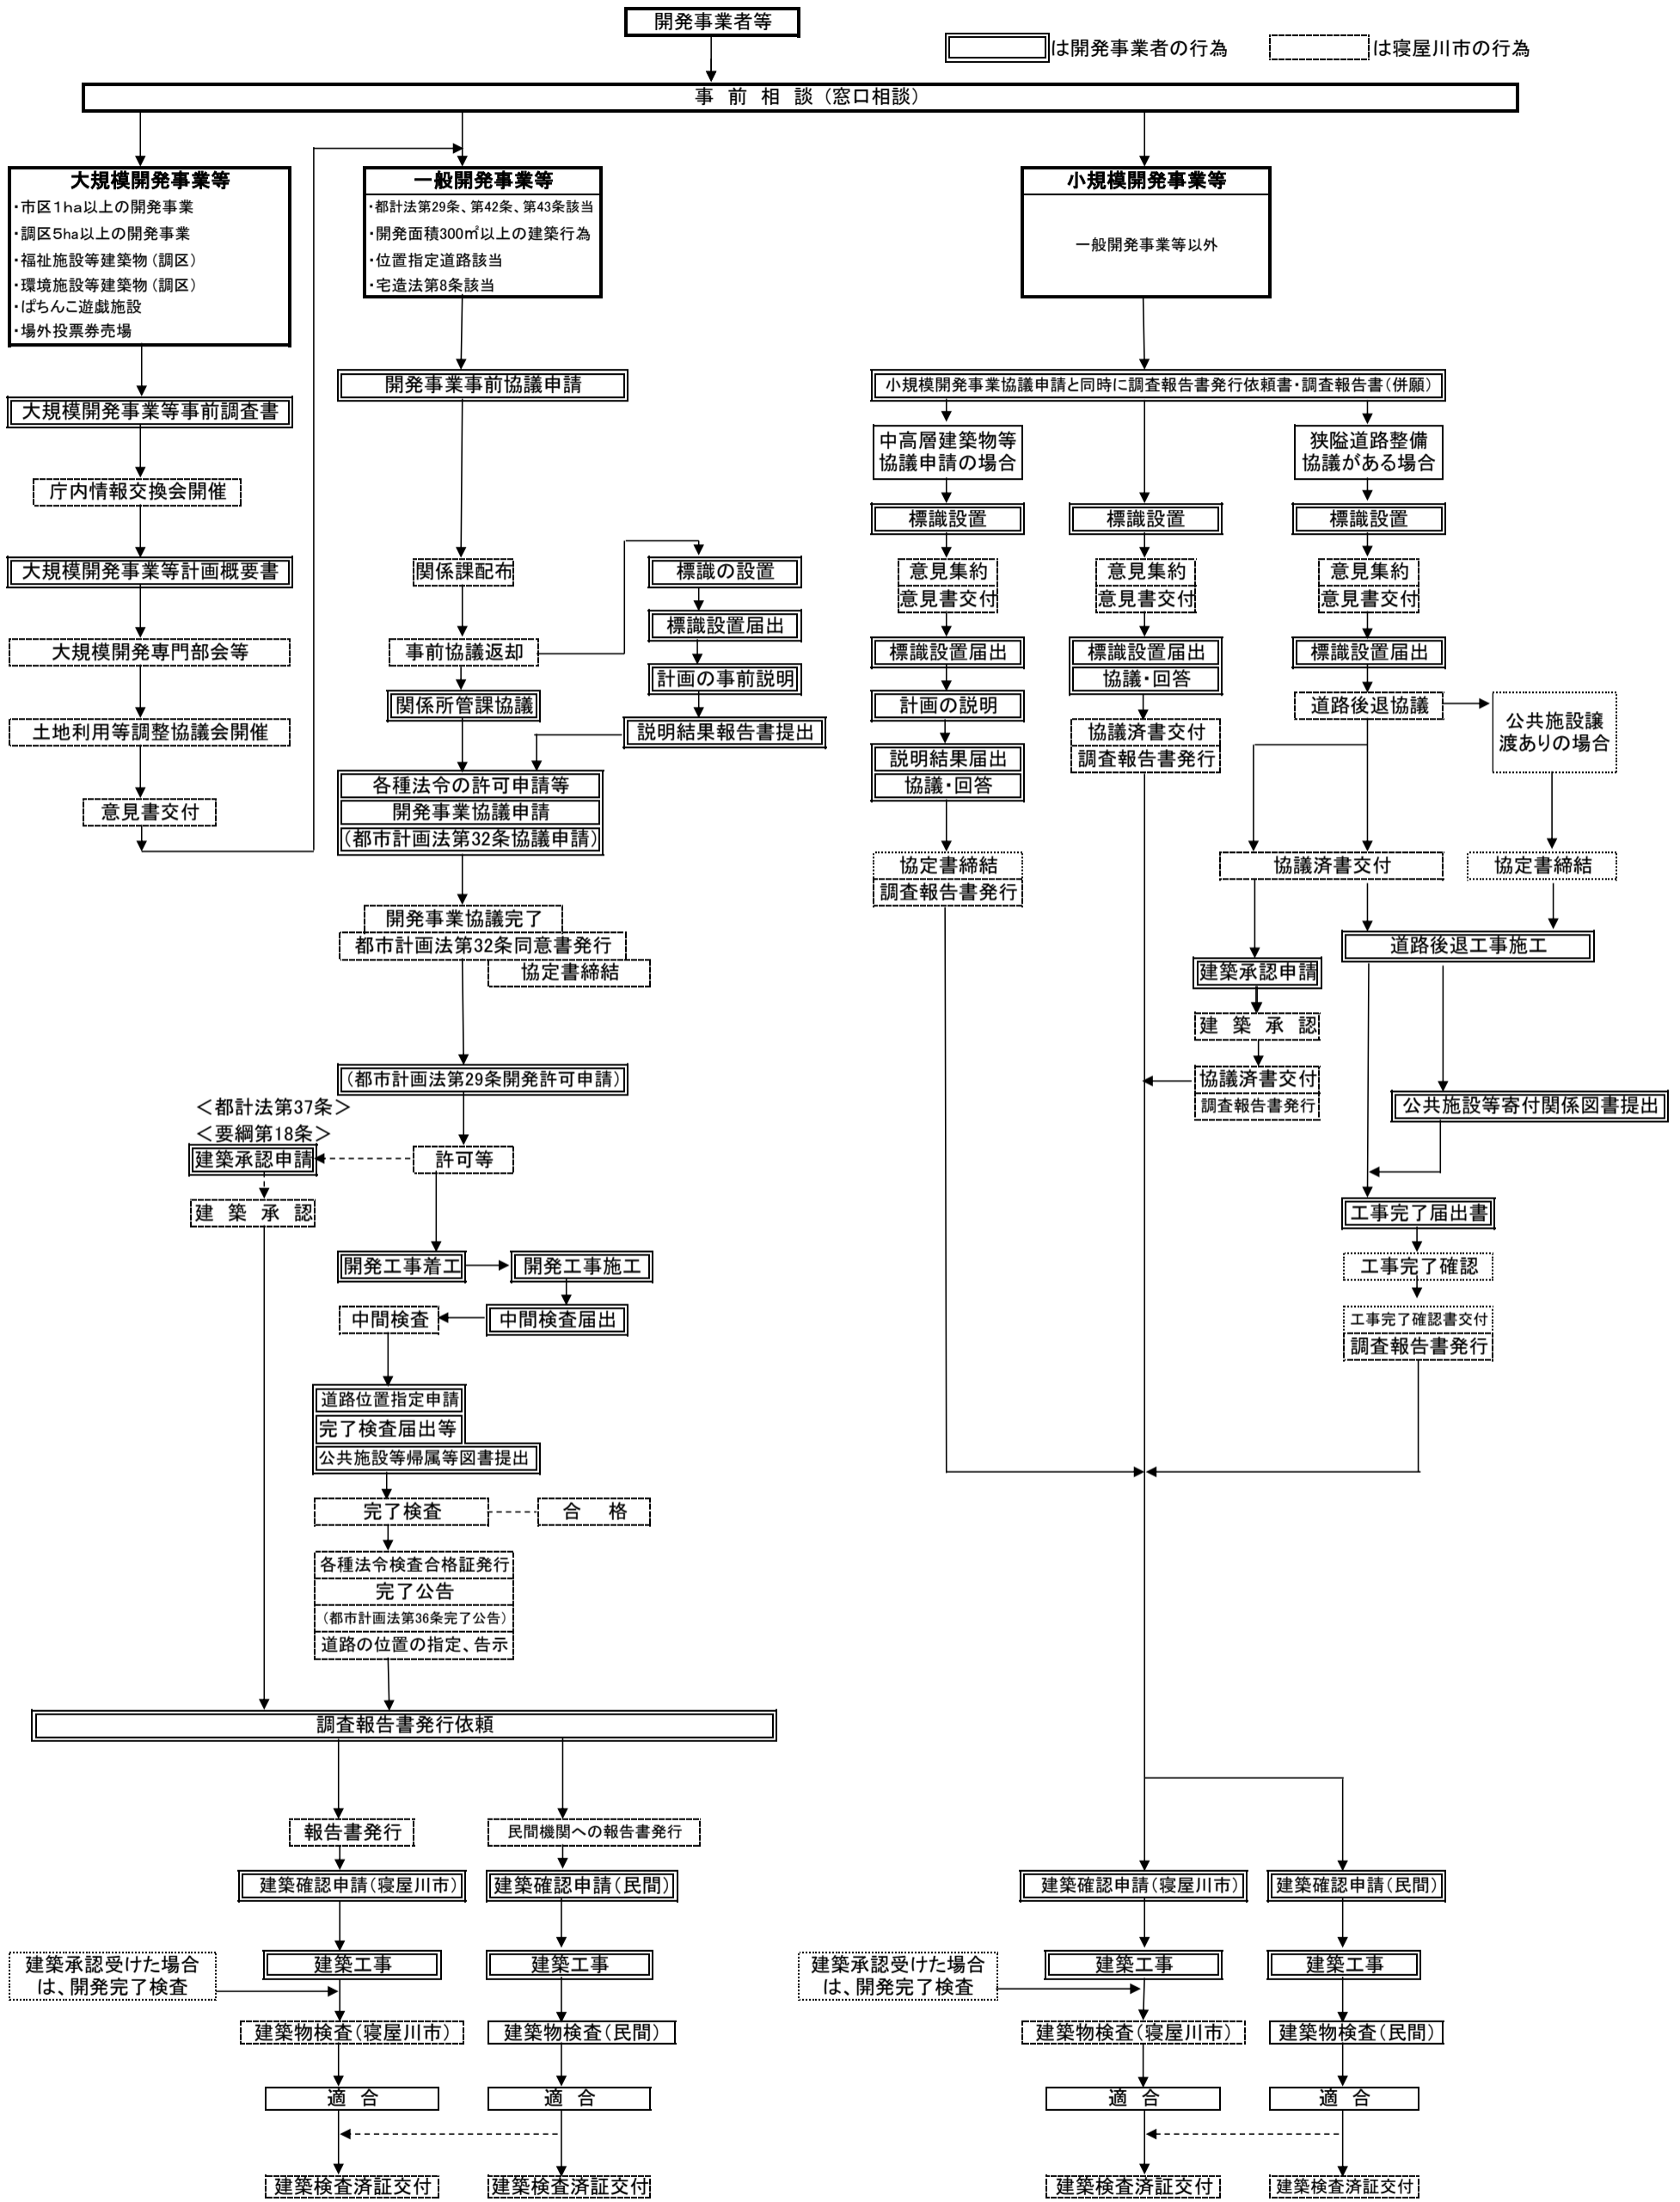 開発事業者等
は開発事業者の行為
は寝屋川市の行為
事 前 相 談（窓口相談）
大規模開発事業等
・市区１ha以上の開発事業
・調区５ha以上の開発事業
・福祉施設等建築物（調区）
・環境施設等建築物（調区）
・ぱちんこ遊戯施設
・場外投票券売場
大規模開発事業等事前調査書
庁内情報交換会開催
大規模開発事業等計画概要書
大規模開発専門部会等
土地利用等調整協議会開催
意見書交付
一般開発事業等
・都計法第29条、第42条、第43条該当
・開発面積300㎡以上の建築行為
・位置指定道路該当
・宅造法第8条該当
開発事業事前協議申請
関係課配布
事前協議返却
関係所管課協議
標識の設置
標識設置届出
計画の事前説明
説明結果報告書提出
各種法令の許可申請等
開発事業協議申請
（都市計画法第32条協議申請）
開発事業協議完了
都市計画法第32条同意書発行
協定書締結
（都市計画法第29条開発許可申請）
＜都計法第37条＞
＜要綱第18条＞
建築承認申請
許可等
建 築 承 認
開発工事着工
開発工事施工
中間検査
中間検査届出
道路位置指定申請
完了検査届出等
公共施設等帰属等図書提出
完了検査
合 格
各種法令検査合格証発行
完了公告
（都市計画法第36条完了公告）
道路の位置の指定、告示
調査報告書発行依頼
報告書発行
民間機関への報告書発行
建築確認申請（寝屋川市）
建築確認申請（民間）
建築承認受けた場合
は、開発完了検査
建築工事
建築工事
建築物検査（寝屋川市）
建築物検査（民間）
適 合
適 合
建築検査済証交付
建築検査済証交付
小規模開発事業等
一般開発事業等以外
小規模開発事業協議申請と同時に調査報告書発行依頼書・調査報告書（併願）
中高層建築物等
協議申請の場合
標識設置
意見集約
意見書交付
標識設置届出
計画の説明
説明結果届出
協議・回答
協定書締結
調査報告書発行
標識設置
意見集約
意見書交付
標識設置届出
協議・回答
協議済書交付
調査報告書発行
狭隘道路整備
協議がある場合
標識設置
意見集約
意見書交付
標識設置届出
道路後退協議
公共施設譲
渡ありの場合
協議済書交付
協定書締結
道路後退工事施工
建築承認申請
建 築 承 認
協議済書交付
調査報告書発行
公共施設等寄付関係図書提出
工事完了届出書
工事完了確認
工事完了確認書交付
調査報告書発行
建築確認申請（寝屋川市）
建築確認申請（民間）
建築承認受けた場合
は、開発完了検査
建築工事
建築工事
建築物検査（寝屋川市）
建築物検査（民間）
適 合
適 合
建築検査済証交付
建築検査済証交付